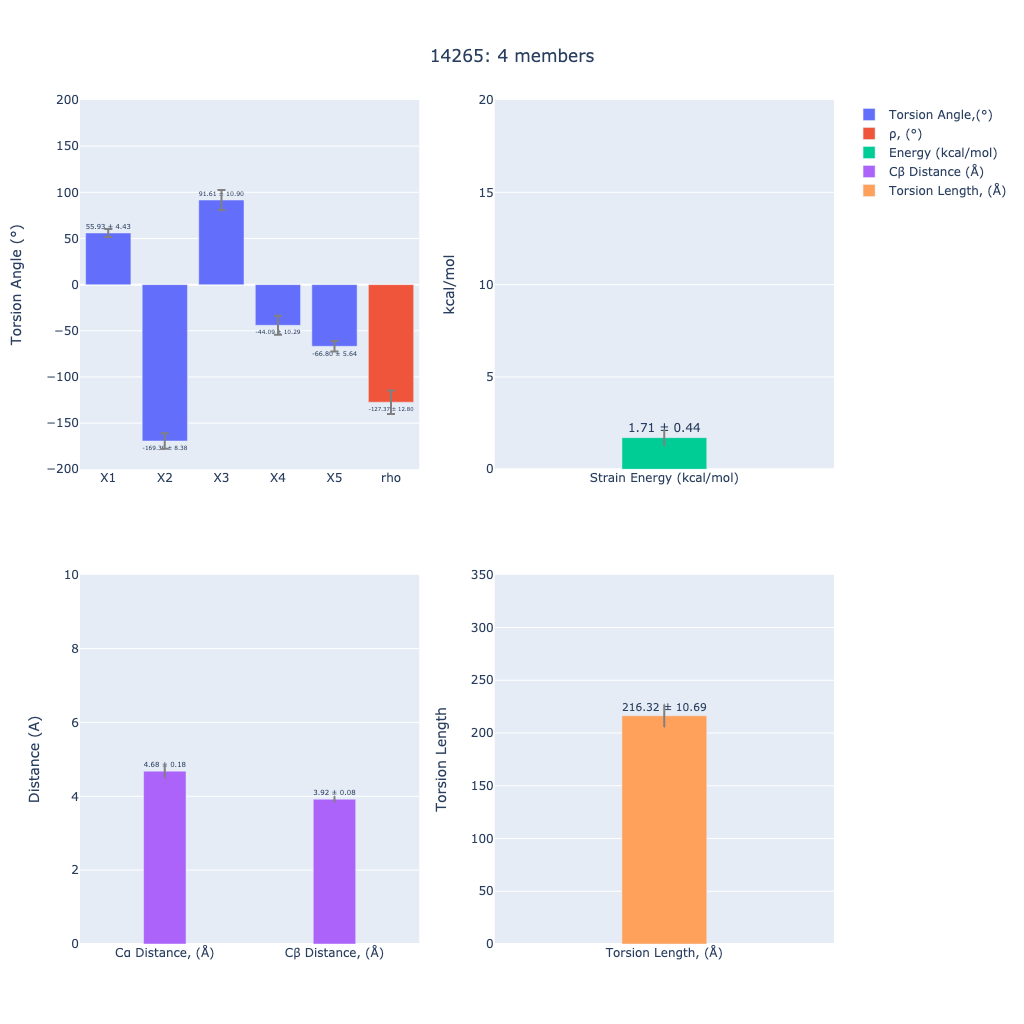 14265: 4 members
Torsion Angle (°)
200
150
100
50
0
−50
−100
−150
−200
55.93 ± 4.43
91.61 ± 10.90
-44.09 ± 10.29
-66.80 ± 5.64
-127.37 ± 12.80
± 8.38
X1 X2 X3 X4 X5 rho
kcal/mol
20
15
10
5
0
1.71 ± 0.44
Strain Energy (kcal/mol)
Torsion Angle,(°)
ρ, (°)
Energy (kcal/mol)
Cβ Distance (Å)
Torsion Length, (Å)
Distance (A)
10
8
6
4
2
0
4.68 ± 0.18
3.92 ± 0.08
Cα Distance, (Å) Cβ Distance, (Å)
Torsion Length
350
300
250
200
150
100
50
0
216.32 ± 10.69
Torsion Length, (Å)